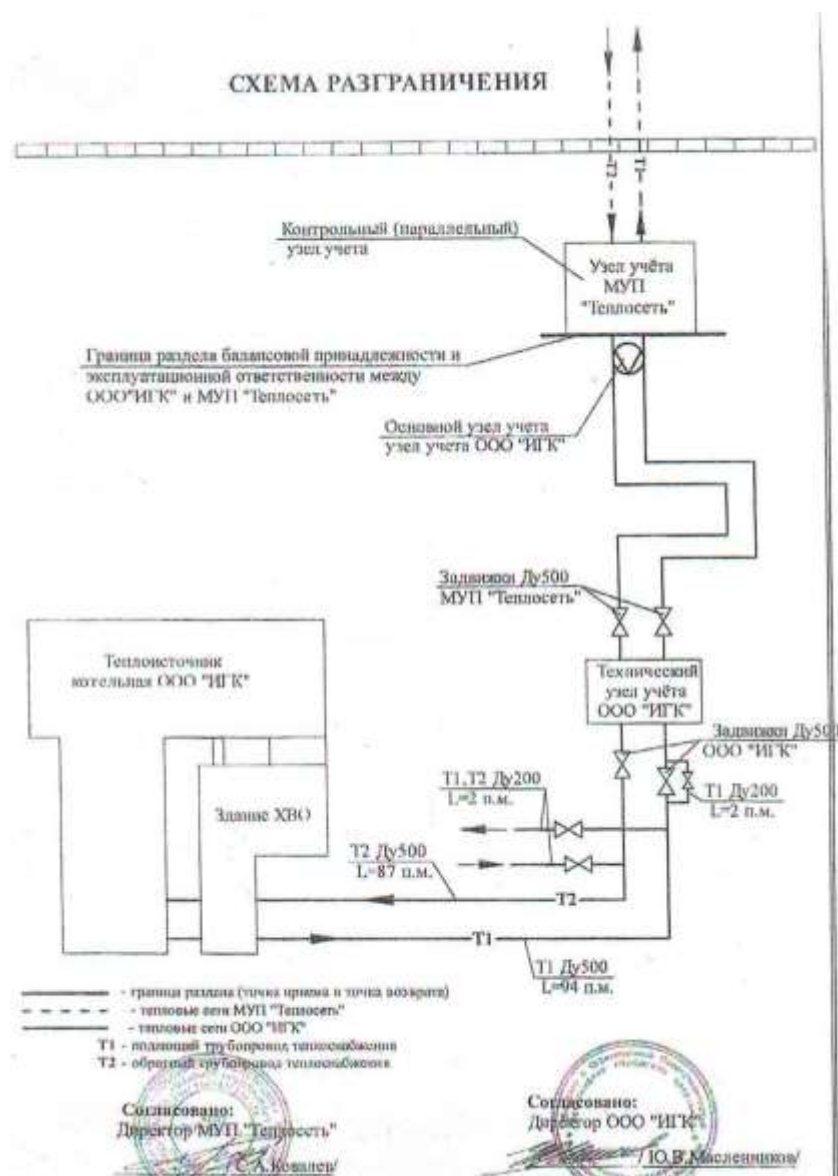 СХЕМА РАЗГРАНИЧЕНИЯ
Т2
Т1
Контрольный (параллельный)
узел учета
Узел учёта
МУП
"Теплосеть"
Граница раздела балансовой принадлежности и
эксплуатационной ответственности между
ООО"ИГК" и МУП "Теплосеть"
Основной узел учета
узел учета ООО "ИГК"
Задвижки Ду500
МУП "Теплосеть"
Теплоисточник
котельная ООО "ИГК"
Технический
узел учёта
ООО "ИГК"
Задвижки Ду500
ООО "ИГК"
Т1,Т2 Ду200
L=2 п.м.
Т1 Ду200
L=2 п.м.
Здание ХВО
Т2 Ду500
L=87 п.м.
Т2
Т1
Т1 Ду500
L=94 п.м.
- граница раздела (точка приема и точка возврата)
- тепловые сети МУП "Теплосеть"
- тепловые сети ООО "ИГК"
Т1 - подающий трубопровод теплоснабжения
Т2 - обратный трубопровод теплоснабжения
Согласовано:
Директор МУП "Теплосеть"
/ С.А.Ковалев/
Согласовано:
Директор ООО "ИГК"
/Ю.В.Масленников/